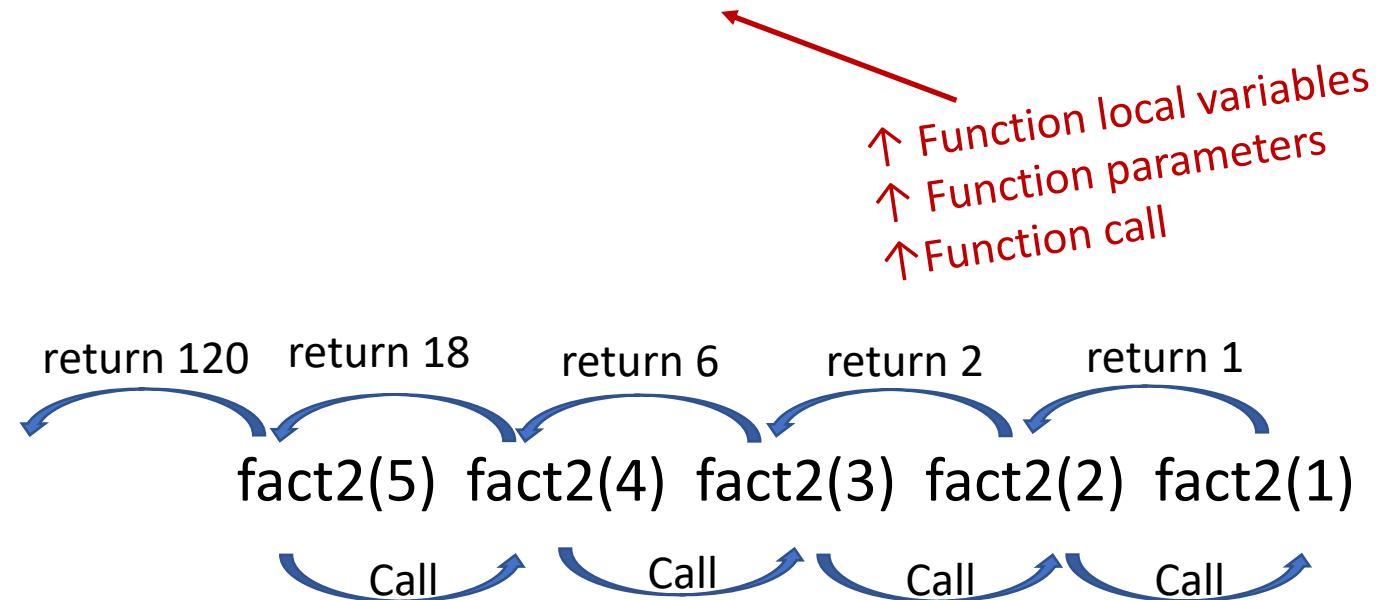 ↑ Function local variables
↑ Function parameters
↑Function call
return 120 return 18 return 6 return 2 return 1
fact2(5) fact2(4) fact2(3) fact2(2) fact2(1)
Call Call Call Call